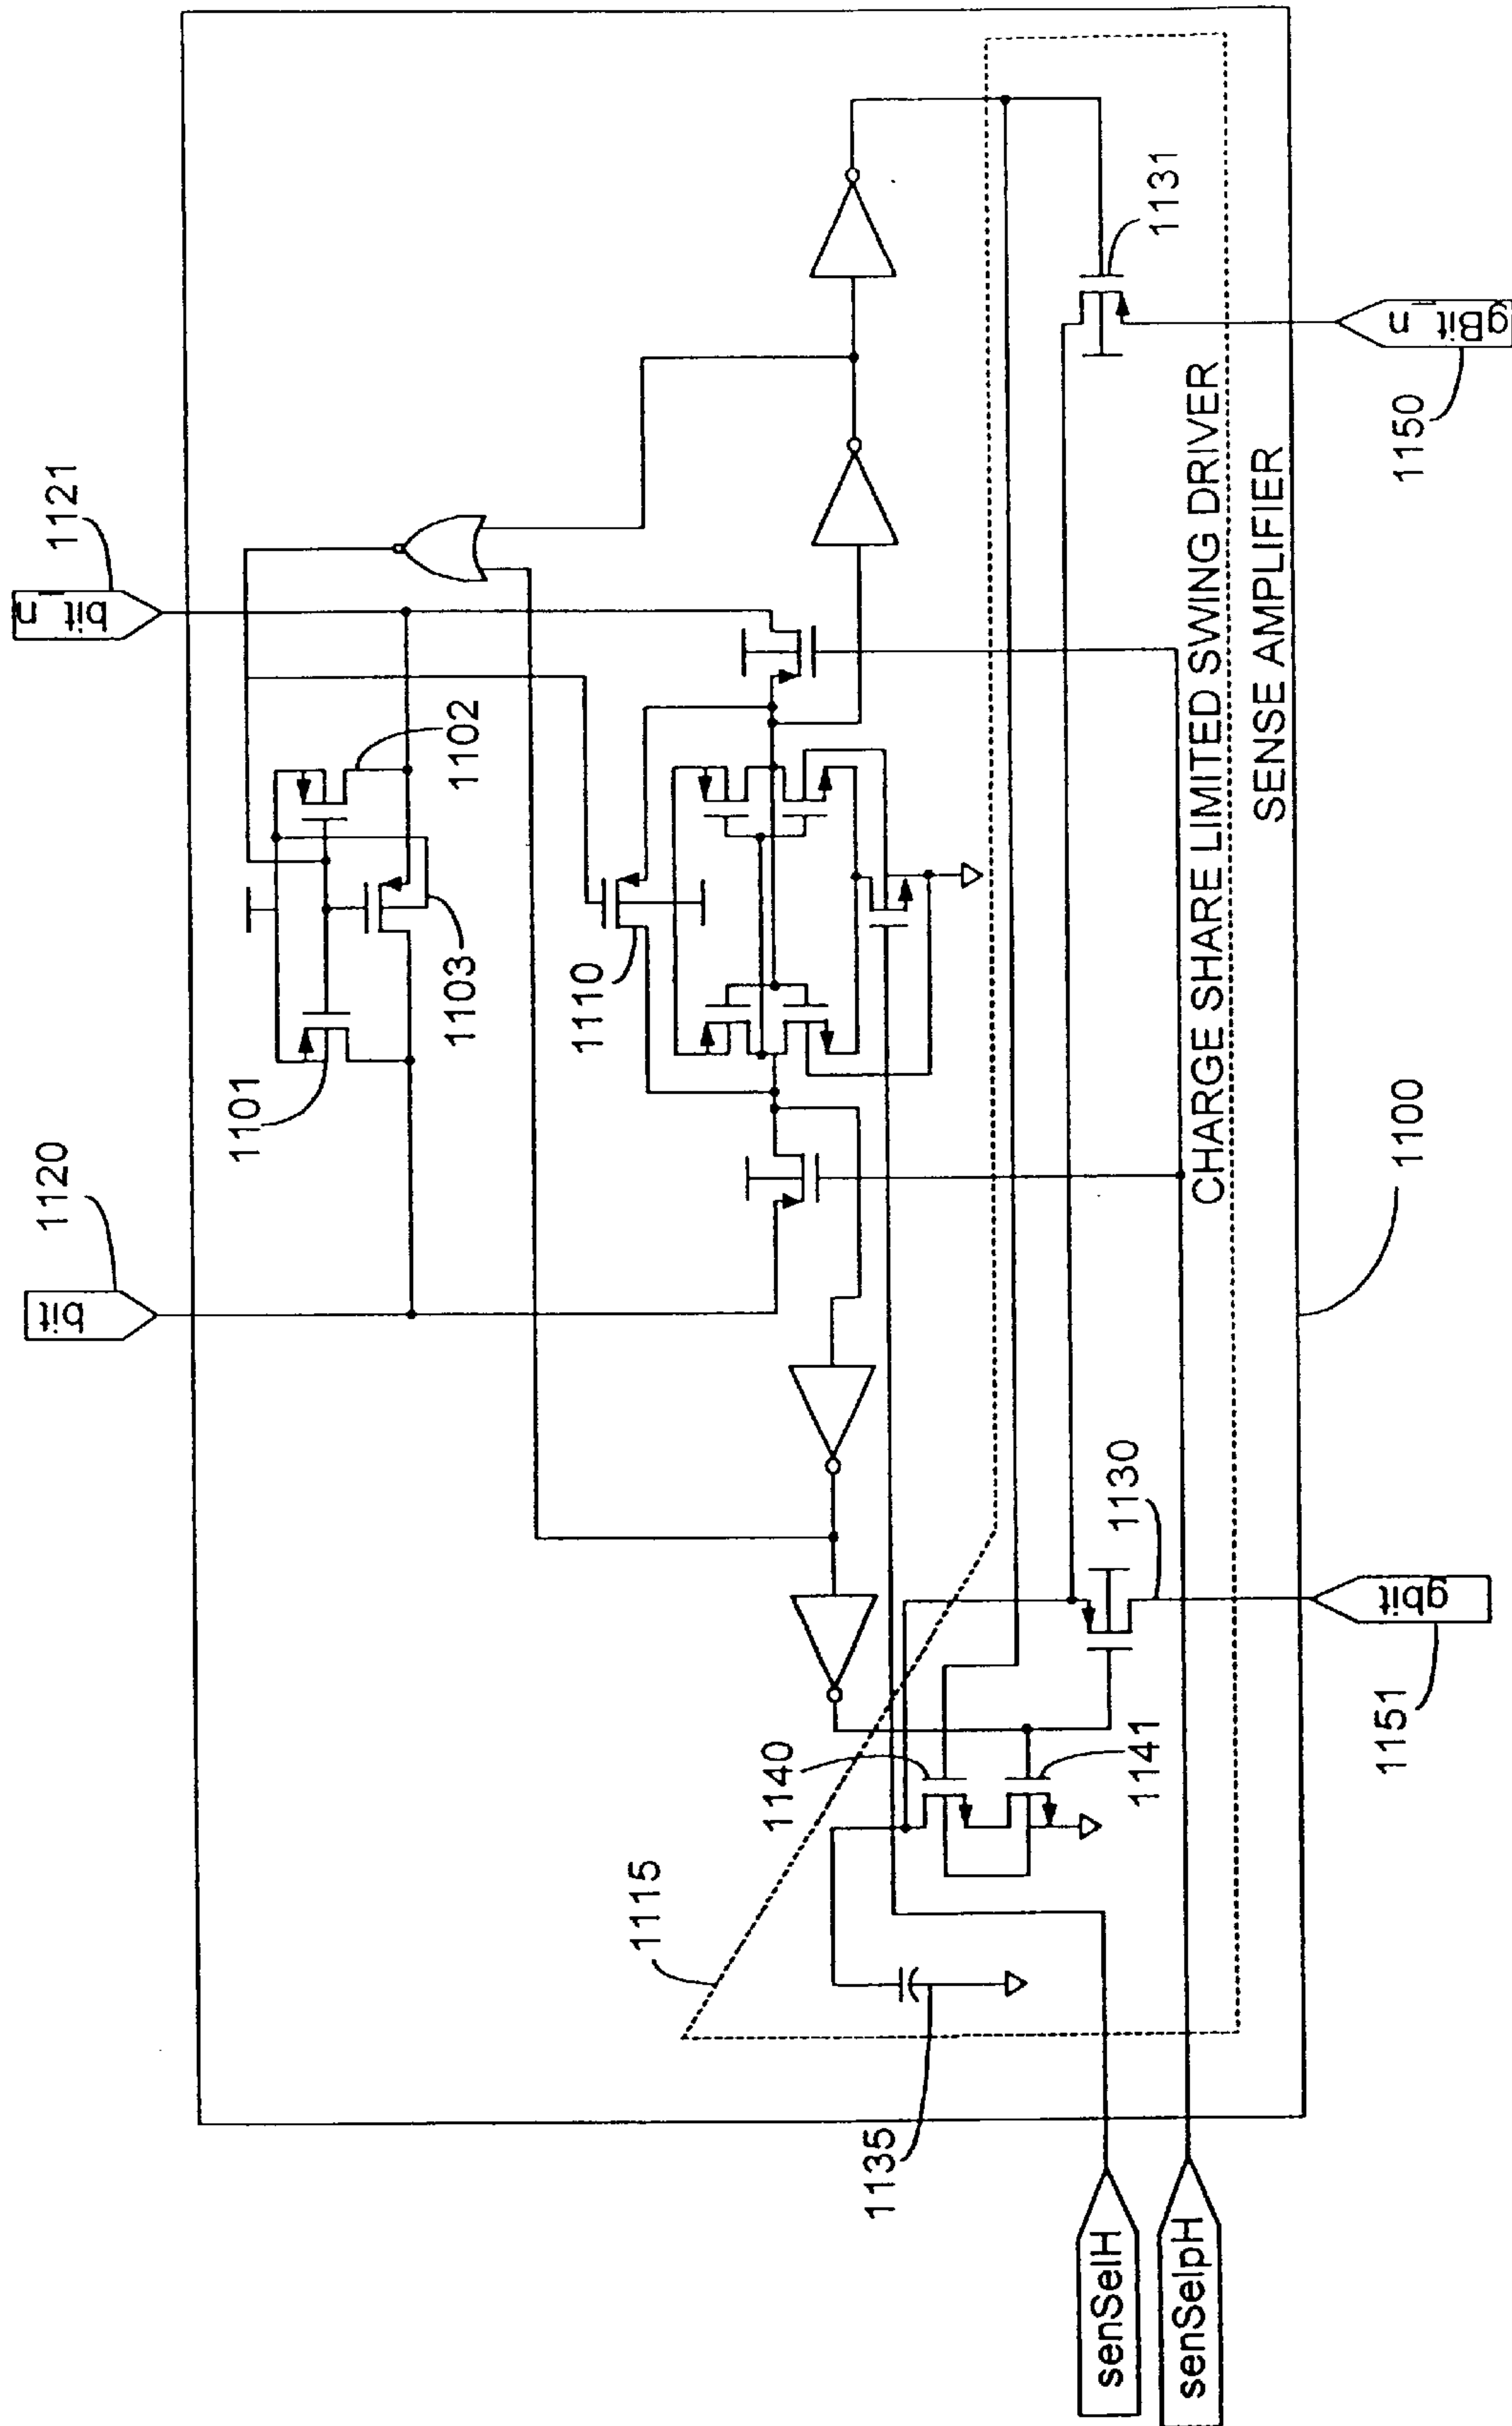 1120
1121
bit
bit_n
1101
1102
1103
1110
1115
1140
1141
1130
1131
1135
CHARGE SHARE LIMITED SWING DRIVER
SENSE AMPLIFIER
senSelH
senSelpH
1151
gbit
1100
1150
gBit_n